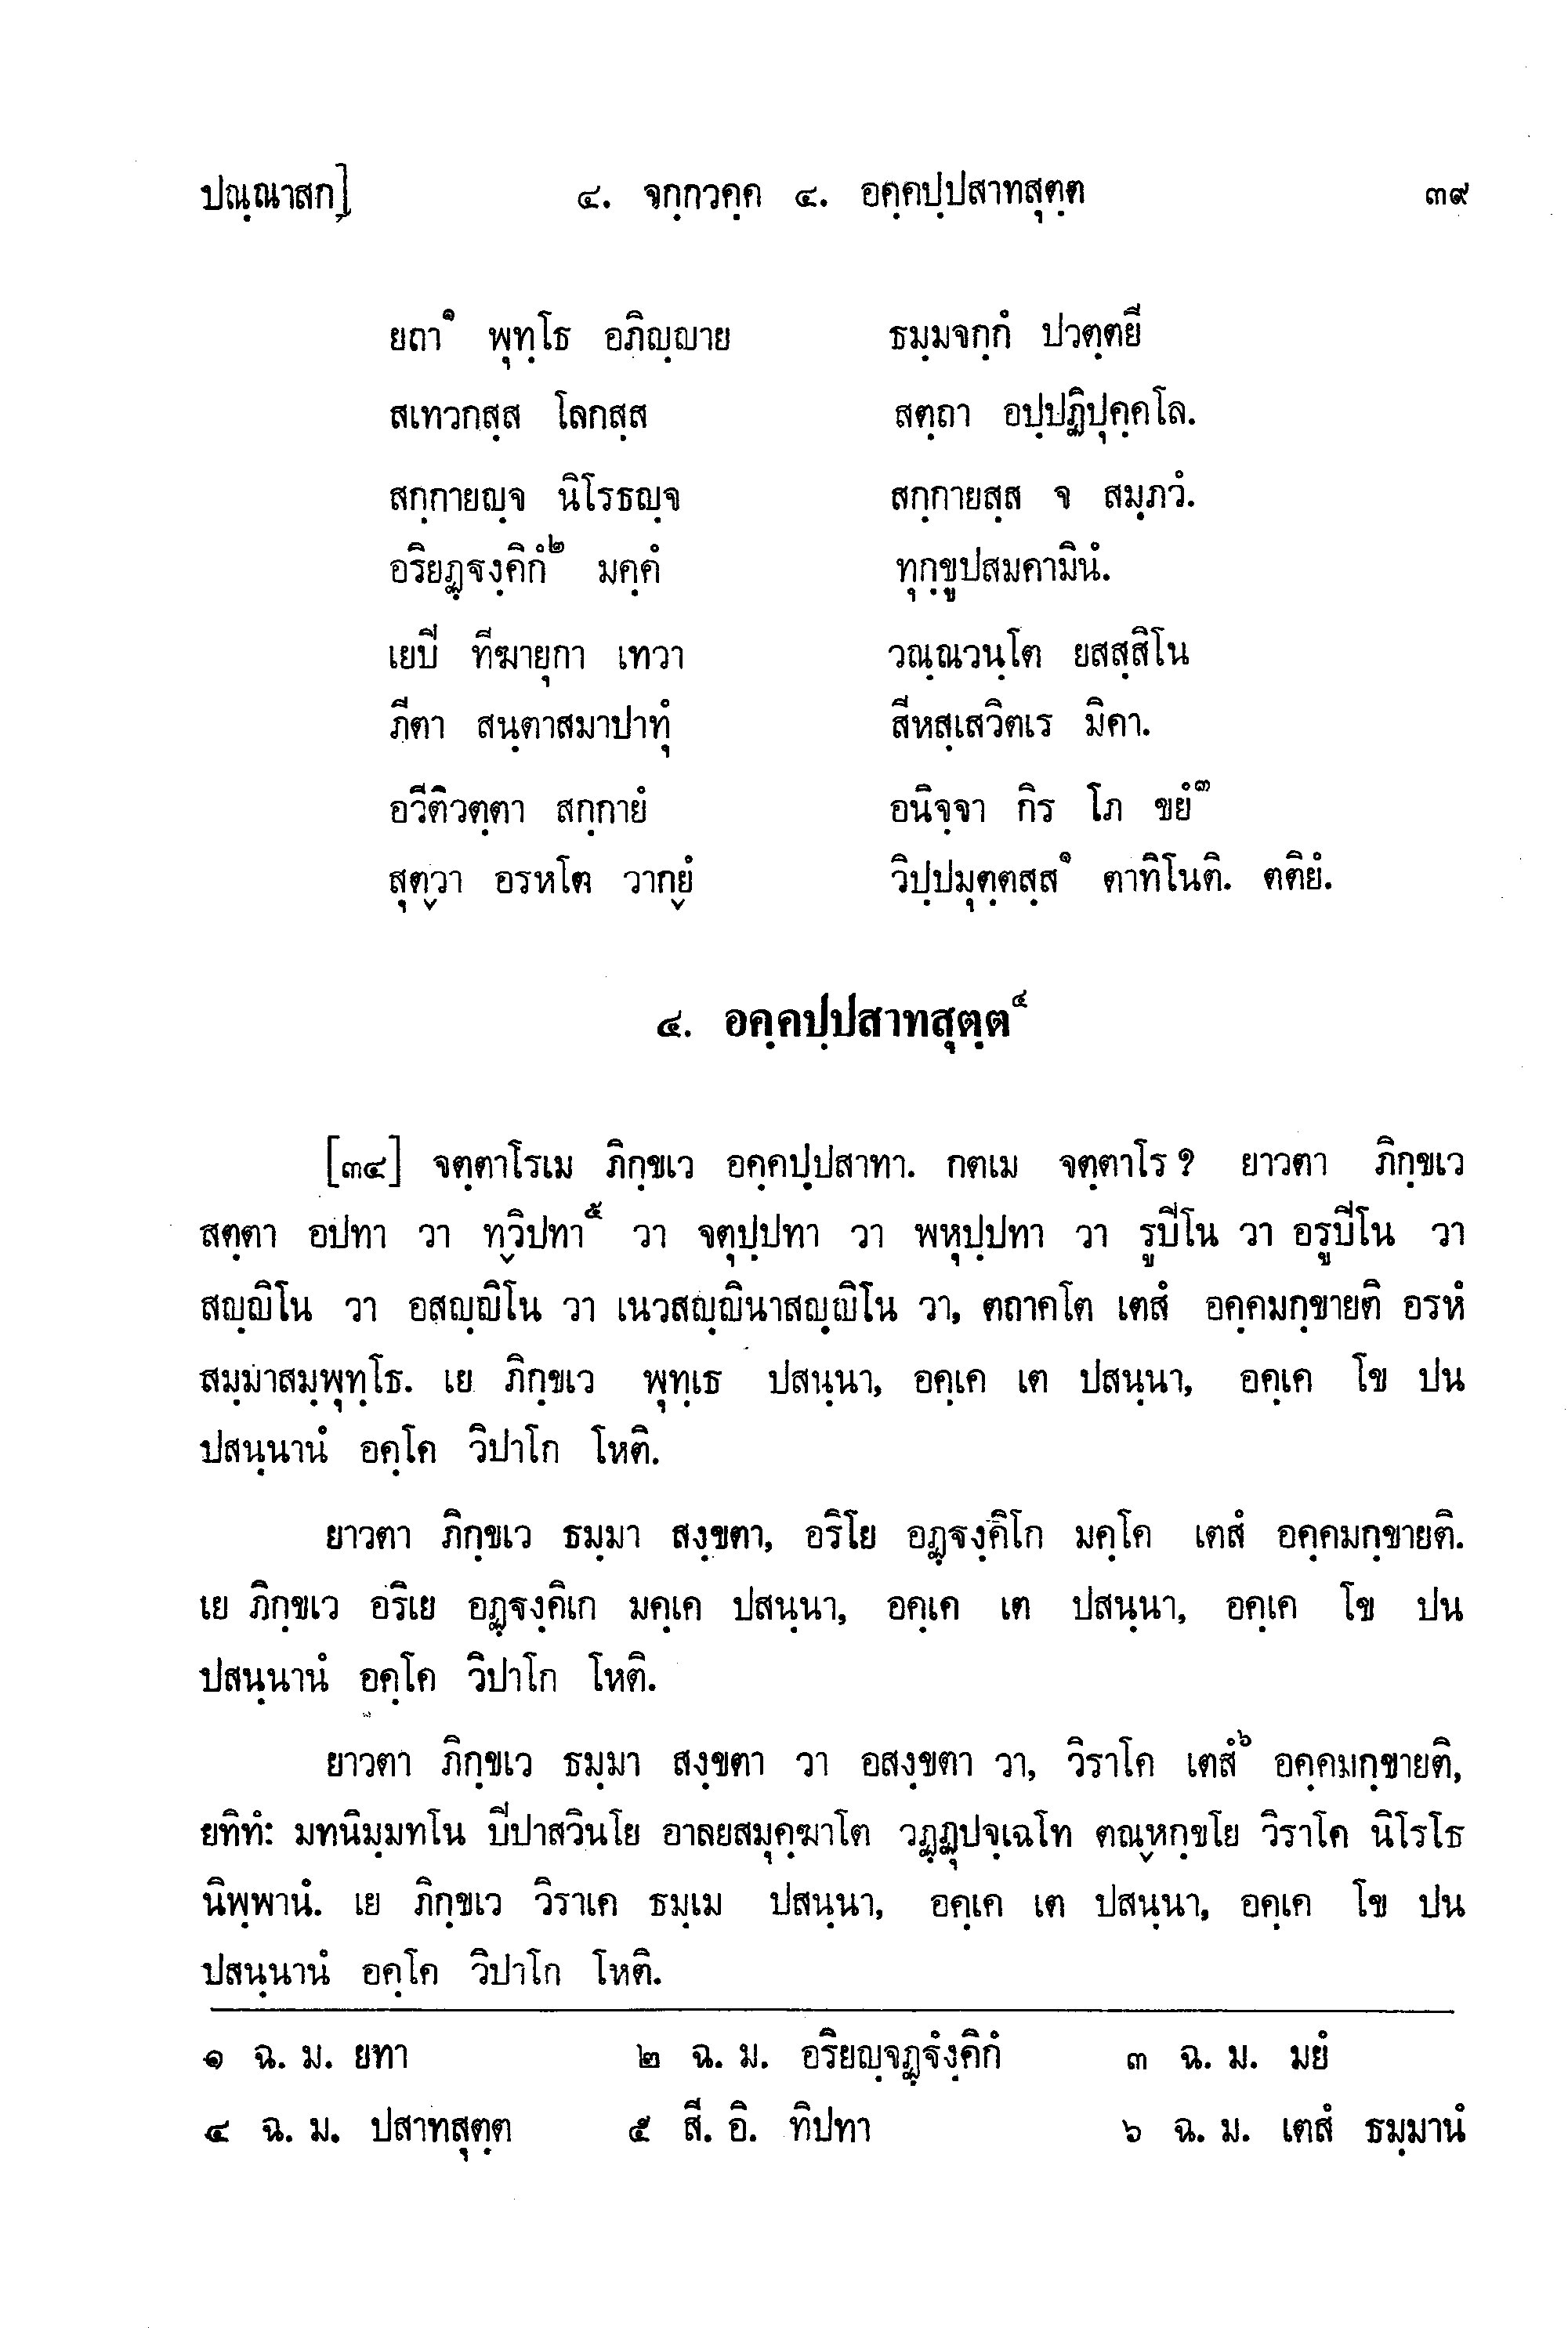 ปณฺณาสก]	๔. จกฺกวคฺค ๔. อคฺคปฺปสาทสุตฺต	๓๙
ยถา๑ พุทฺโธ อภิญฺญาย	ธมฺมจกฺกํ ปวตฺตยี
สเทวกสฺส โลกสฺส	สตฺถา อปฺปฏิปุคฺคโล.
สกฺกายญฺจ นิโรธญฺจ	สกฺกายสฺส จ สมฺภวํ.
อริยฏฺฐงฺคิกํ๒ มคฺคํ	ทุกฺขูปสมคามินํ.
เยปี ทีฆายุกา เทวา	วณฺณวนฺโต ยสสฺสิโน
ภีตา สนฺตาสมาปาทุํ	สีหสฺเสวิตเร มิคา.
อวีติวตฺตา สกฺกายํ	อนิจฺจา กิร โภ ขยํ๓
สุตฺวา อรหโต วากฺยํ	วิปฺปมุตฺตสฺส๑ ตาทิโนติ. ตติยํ.
๔. อคฺคปฺปสาทสุตฺต๔
[๓๔] จตฺตาโรเม ภิกฺขเว อคฺคปฺปสาทา. กตเม จตฺตาโร ? ยาวตา ภิกฺขเว
สตฺตา อปทา วา ทฺวิปทา๕ วา จตุปฺปทา วา พหุปฺปทา วา รูปิโน วา อรูปิโน วา
สญฺญิโน วา อสญฺญิโน วา เนวสญฺญินาสญฺญิโน วา, ตถาคโต เตสํ อคฺคมกฺขายติ อรหํ
สมฺมาสมฺพุทฺโธ. เย ภิกฺขเว พุทฺเธ ปสนฺนา, อคฺเค เต ปสนฺนา, อคฺเค โข ปน
ปสนฺนานํ อคฺโค วิปาโก โหติ.
ยาวตา ภิกฺขเว ธมฺมา สงฺขตา, อริโย อฏฺฐงฺคิโก มคฺโค เตสํ อคฺคมกฺขายติ.
เย ภิกฺขเว อริเย อฏฺฐงฺคิเก มคฺเค ปสนฺนา, อคฺเค เต ปสนฺนา, อคฺเค โข ปน
ปสนฺนานํ อคฺโค วิปาโก โหติ.
ยาวตา ภิกฺขเว ธมฺมา สงฺขตา วา อสงฺขตา วา, วิราโค เตสํ๖ อคฺคมกฺขายติ,
ยทิทํ: มทนิมฺมทโน ปีปาสวินโย อาลยสมุคฺฆาโต วฏฺฏุปจฺเฉโท ตณฺหกฺขโย วิราโค นิโรโธ
นิพฺพานํ. เย ภิกฺขเว วิราเค ธมฺเม ปสนฺนา, อคฺเค เต ปสนฺนา, อคฺเค โข ปน
ปสนฺนานํ อคฺโค วิปาโก โหติ.
๑ ฉ. ม. ยทา	๒ ฉ. ม. อริยญฺจฏฺฐํงฺคิกํ	๓ ฉ. ม. มยํ
๔ ฉ. ม. ปสาทสุตฺต	๕ สี. อิ. ทิปทา	๖ ฉ. ม. เตสํ ธมฺมานํ